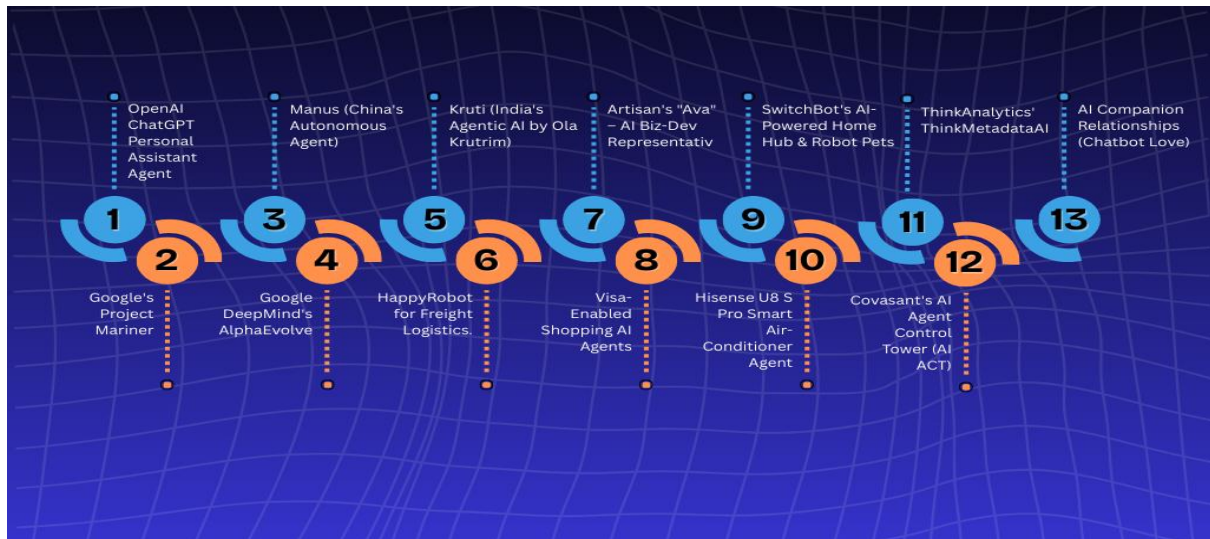 OpenAI
ChatGPT
Personal
Assistant
Agent
1
Google's
Project
Mariner
2
Manus (China's
Autonomous
Agent)
3
Google
DeepMind's
AlphaEvolve
4
Kruti (India's
Agentic AI by Ola
Krutrim)
5
HappyRobot
for Freight
Logistics.
6
Artisan's "Ava"
– AI Biz-Dev
Representativ
7
Visa-
Enabled
Shopping AI
Agents
8
SwitchBot's AI-
Powered Home
Hub & Robot Pets
9
Hisense U8 S
Pro Smart
Air-
Conditioner
Agent
10
ThinkAnalytics'
ThinkMetadataAI
11
Covasant's AI
Agent
Control
Tower (AI
ACT)
12
AI Companion
Relationships
(Chatbot Love)
13